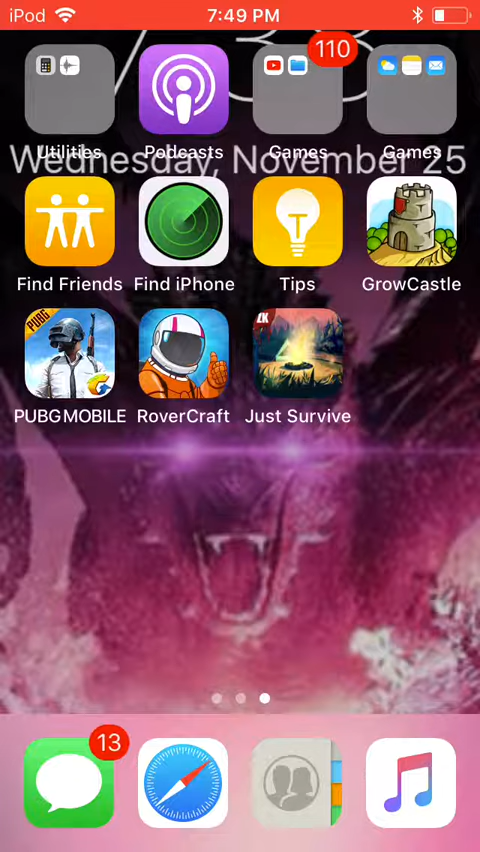 iPod 7:49 PM
110
Utilities Podcasts Games Games
Wednesday, November 25
T
Find Friends Find iPhone Tips GrowCastle
PUBG
ZK
PUBG MOBILE RoverCraft Just Survive
13